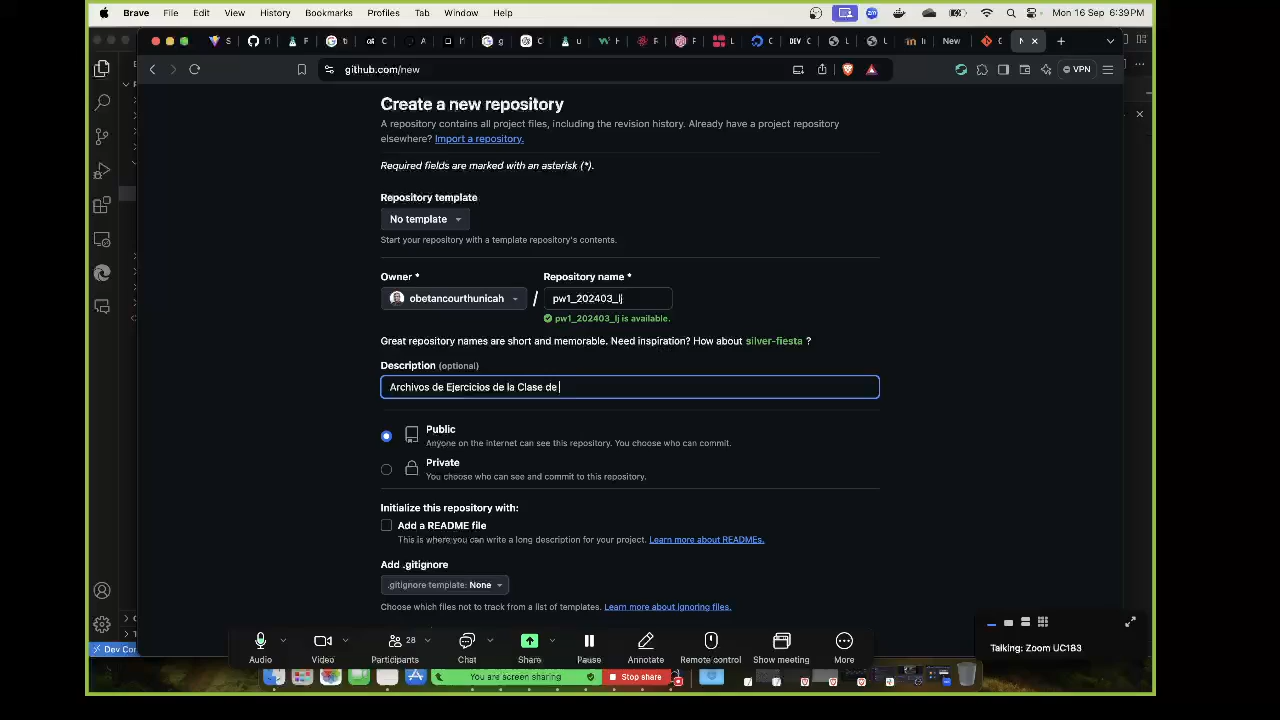 Brave File Edit View History Bookmarks Profiles Tab Window Help
Mon 16 Sep 6:39 PM
New
github.com/new
VPN
Create a new repository
A repository contains all project files, including the revision history. Already have a project repository
elsewhere? Import a repository.
Required fields are marked with an asterisk (*).
Repository template
No template
Start your repository with a template repository's contents.
Owner * Repository name *
obetancourthunicah / pw1_202403_lj
pw1_202403_lj is available.
Great repository names are short and memorable. Need inspiration? How about silver-fiesta ?
Description (optional)
Archivos de Ejercicios de la Clase de
Public
Anyone on the internet can see this repository. You choose who can commit.
Private
You choose who can see and commit to this repository.
Initialize this repository with:
Add a README file
This is where you can write a long description for your project. Learn more about READMEs.
Add .gitignore
.gitignore template: None
Choose which files not to track from a list of templates. Learn more about ignoring files.
28
Audio Video Participants Chat Share Pause Annotate Remote control Show meeting More
Talking: Zoom UC183
Dev Con
You are screen sharing Stop share